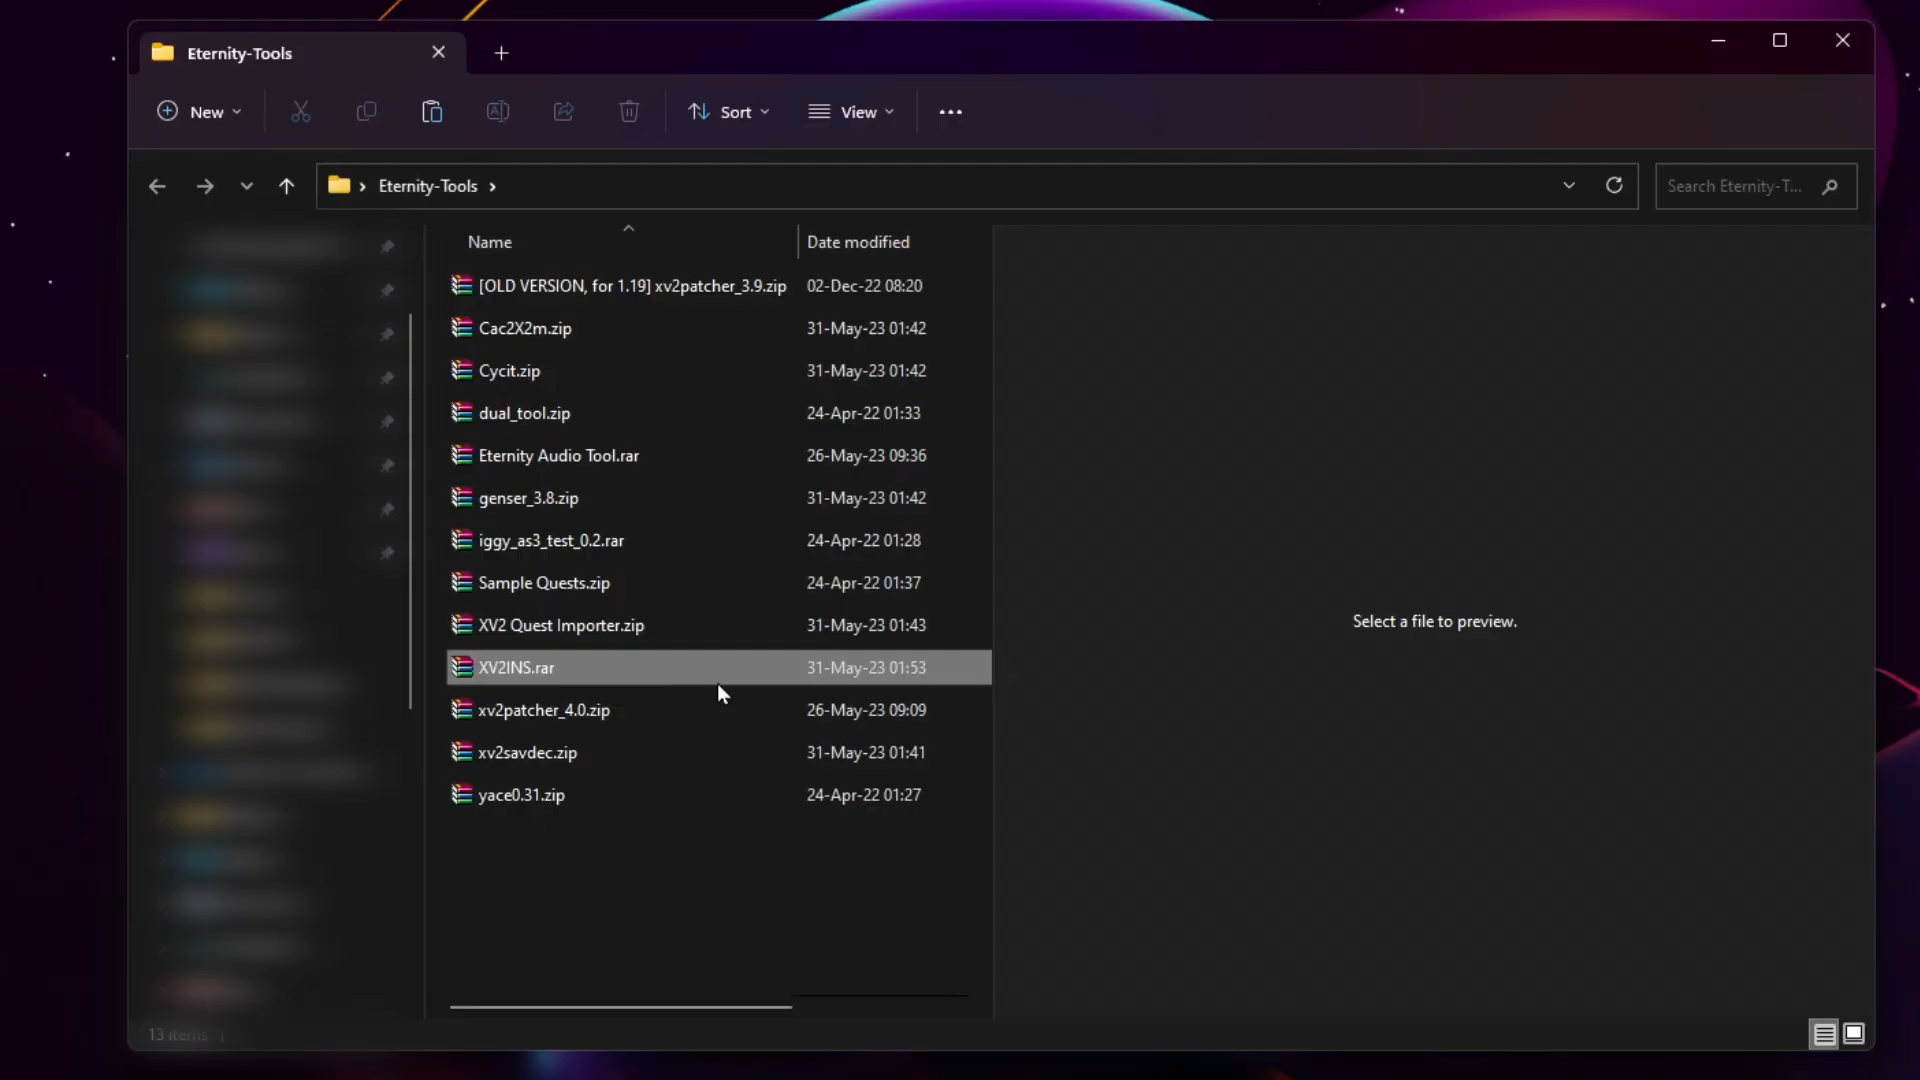 Eternity-Tools
New
Sort
View
Eternity-Tools
Search Eternity-T...
Name Date modified
[OLD VERSION, for 1.19] xv2patcher_3.9.zip 02-Dec-22 08:20
Cac2X2m.zip 31-May-23 01:42
Cycit.zip 31-May-23 01:42
dual_tool.zip 24-Apr-22 01:33
Eternity Audio Tool.rar 26-May-23 09:36
genser_3.8.zip 31-May-23 01:42
iggy_as3_test_0.2.rar 24-Apr-22 01:28
Sample Quests.zip 24-Apr-22 01:37
XV2 Quest Importer.zip 31-May-23 01:43
XV2INS.rar 31-May-23 01:53
xv2patcher_4.0.zip 26-May-23 09:09
xv2savdec.zip 31-May-23 01:41
yace0.31.zip 24-Apr-22 01:27
Select a file to preview.
13 items